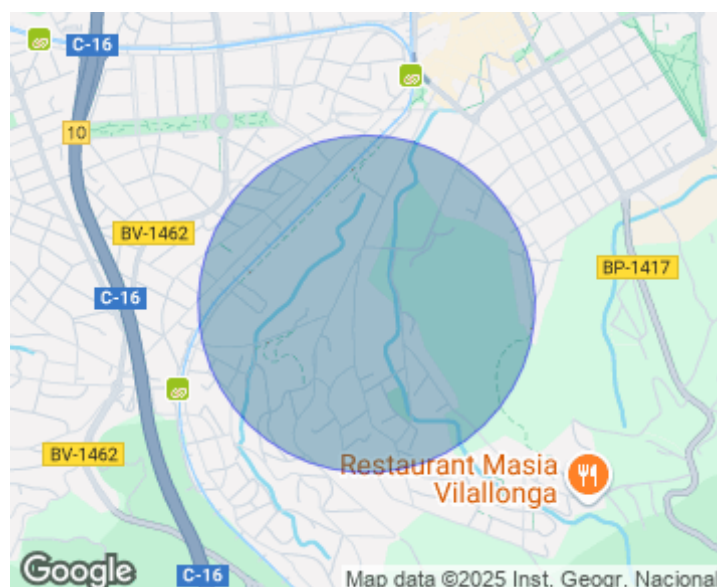 C-16
10
BV-1462
BP-1417
C-16
BV-1462
Restaurant Masia
Vilallonga
Google
C-16
Map data ©2025 Inst. Geogr. Nacional